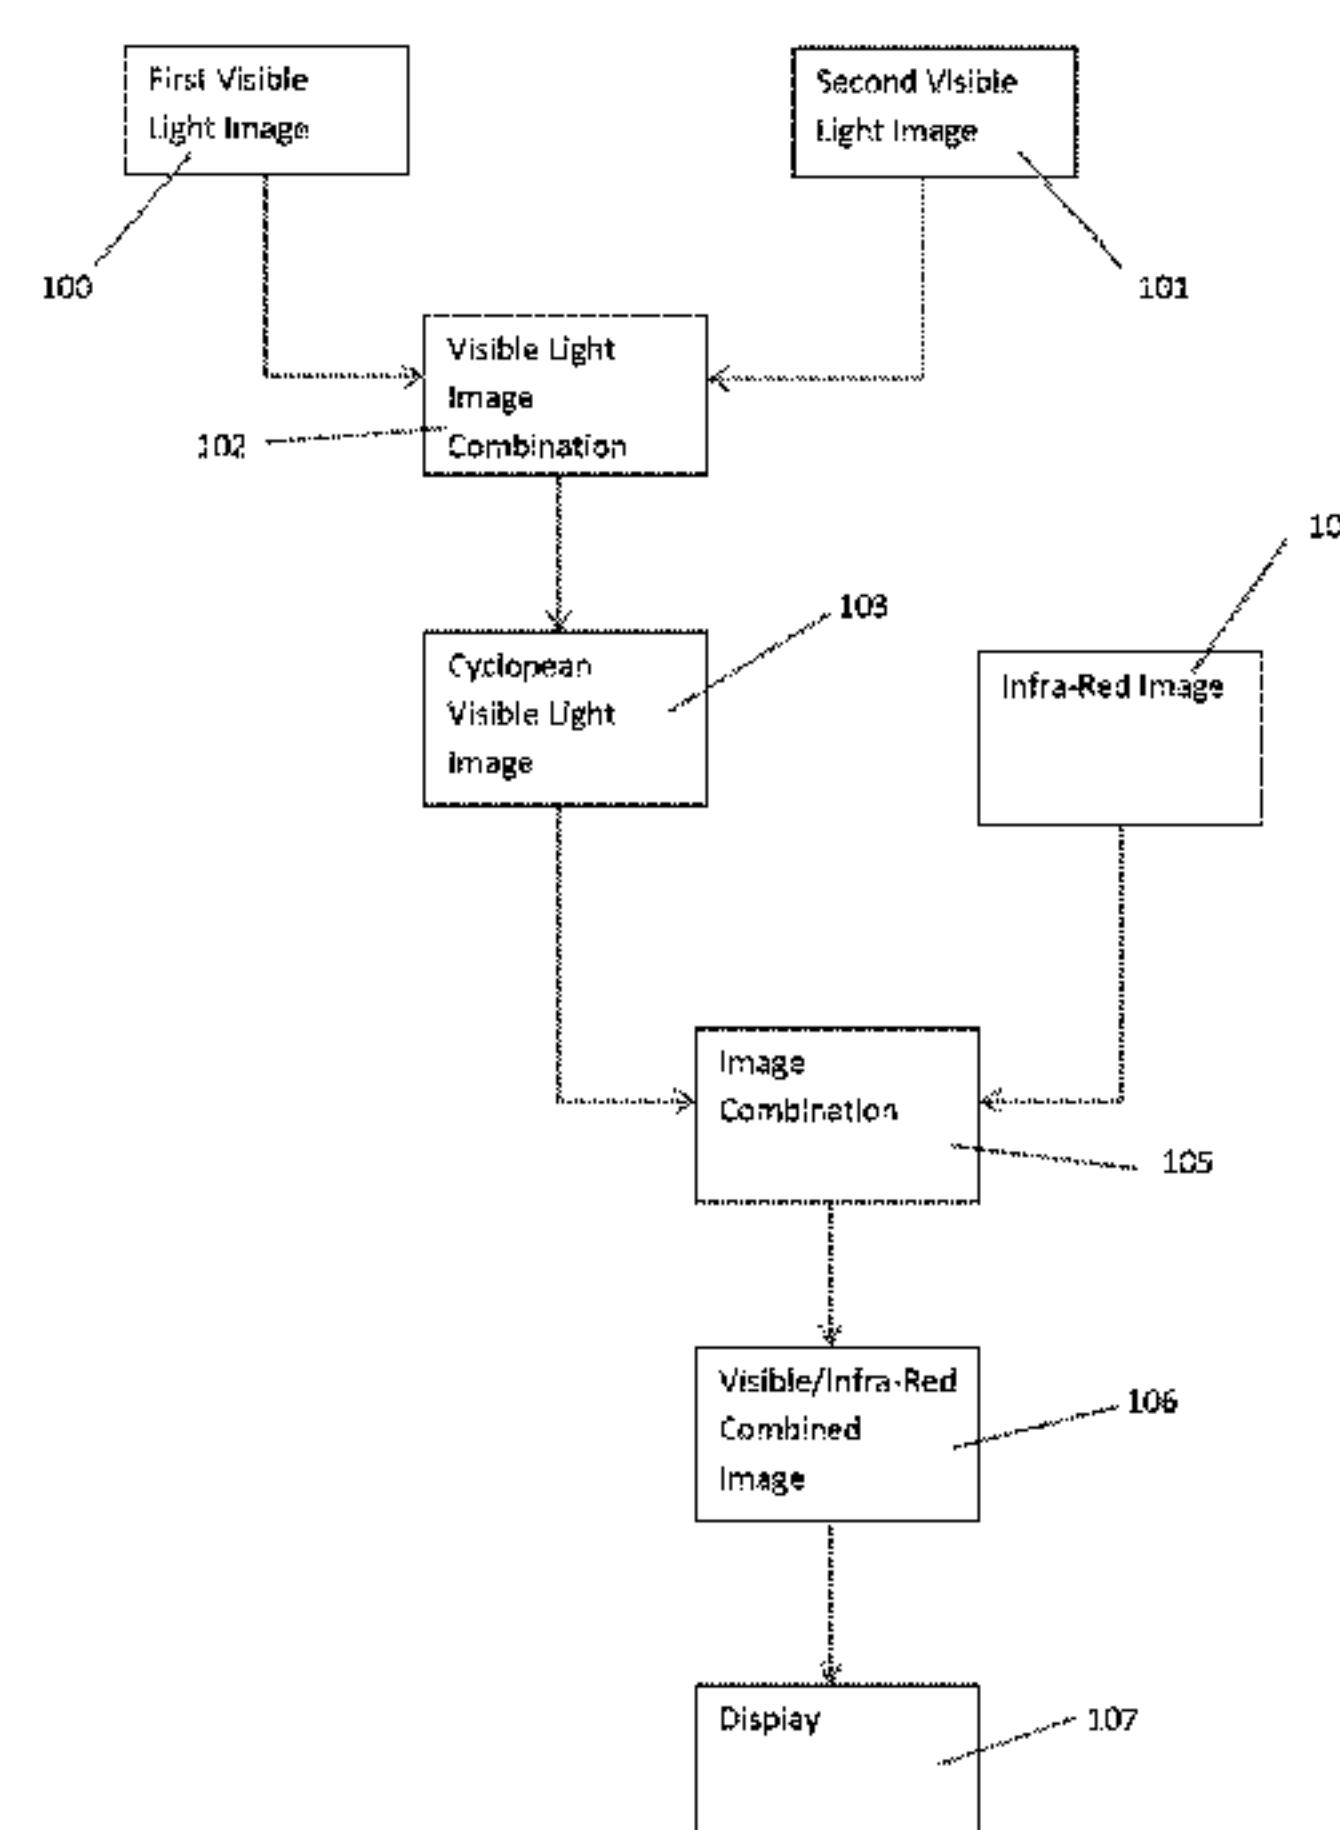 First Visible
Light Image
Second Visible
Light Image
100
101
Visible Light
Image
Combination
102
10
103
Cyclopean
Visible Light
Image
Infra-Red Image
Image
Combination
105
Visible/Infra-Red
Combined
Image
106
Display
107